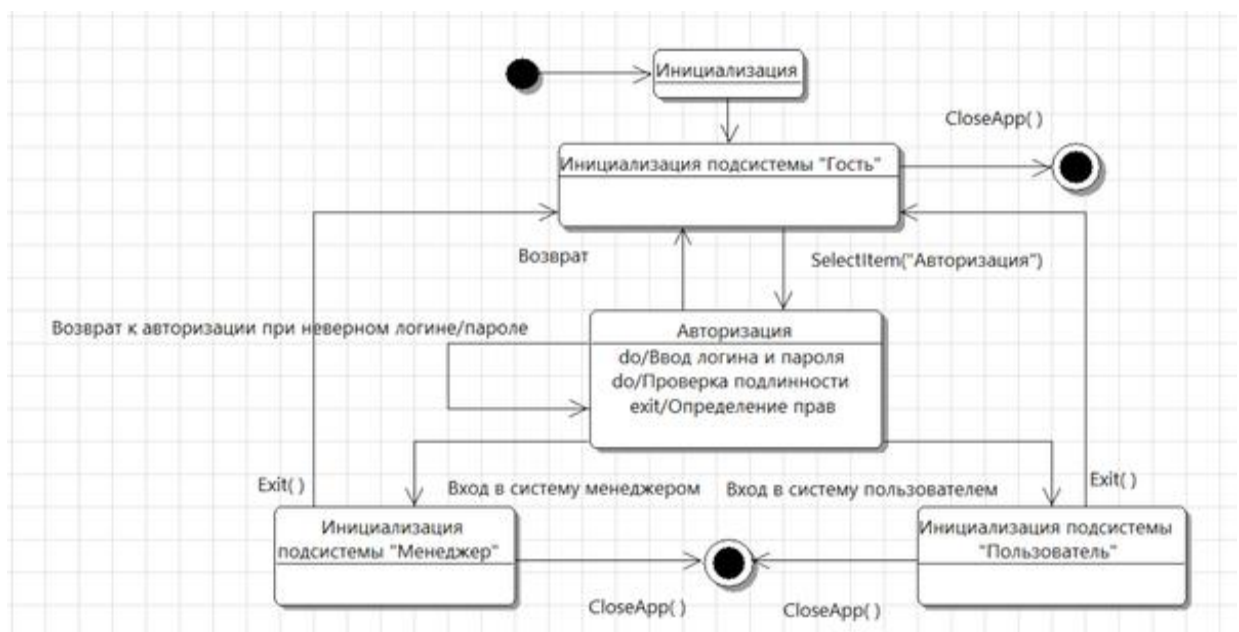 Инициализация
CloseApp( )
Инициализация подсистемы "Гость"
Возврат
SelectItem("Авторизация")
Возврат к авторизации при неверном логине/пароле
Авторизация
do/Ввод логина и пароля
do/Проверка подлинности
exit/Определение прав
Exit( )
Вход в систему менеджером
Вход в систему пользователем
Exit( )
Инициализация
подсистемы "Менеджер"
Инициализация подсистемы
"Пользователь"
CloseApp( )
CloseApp( )